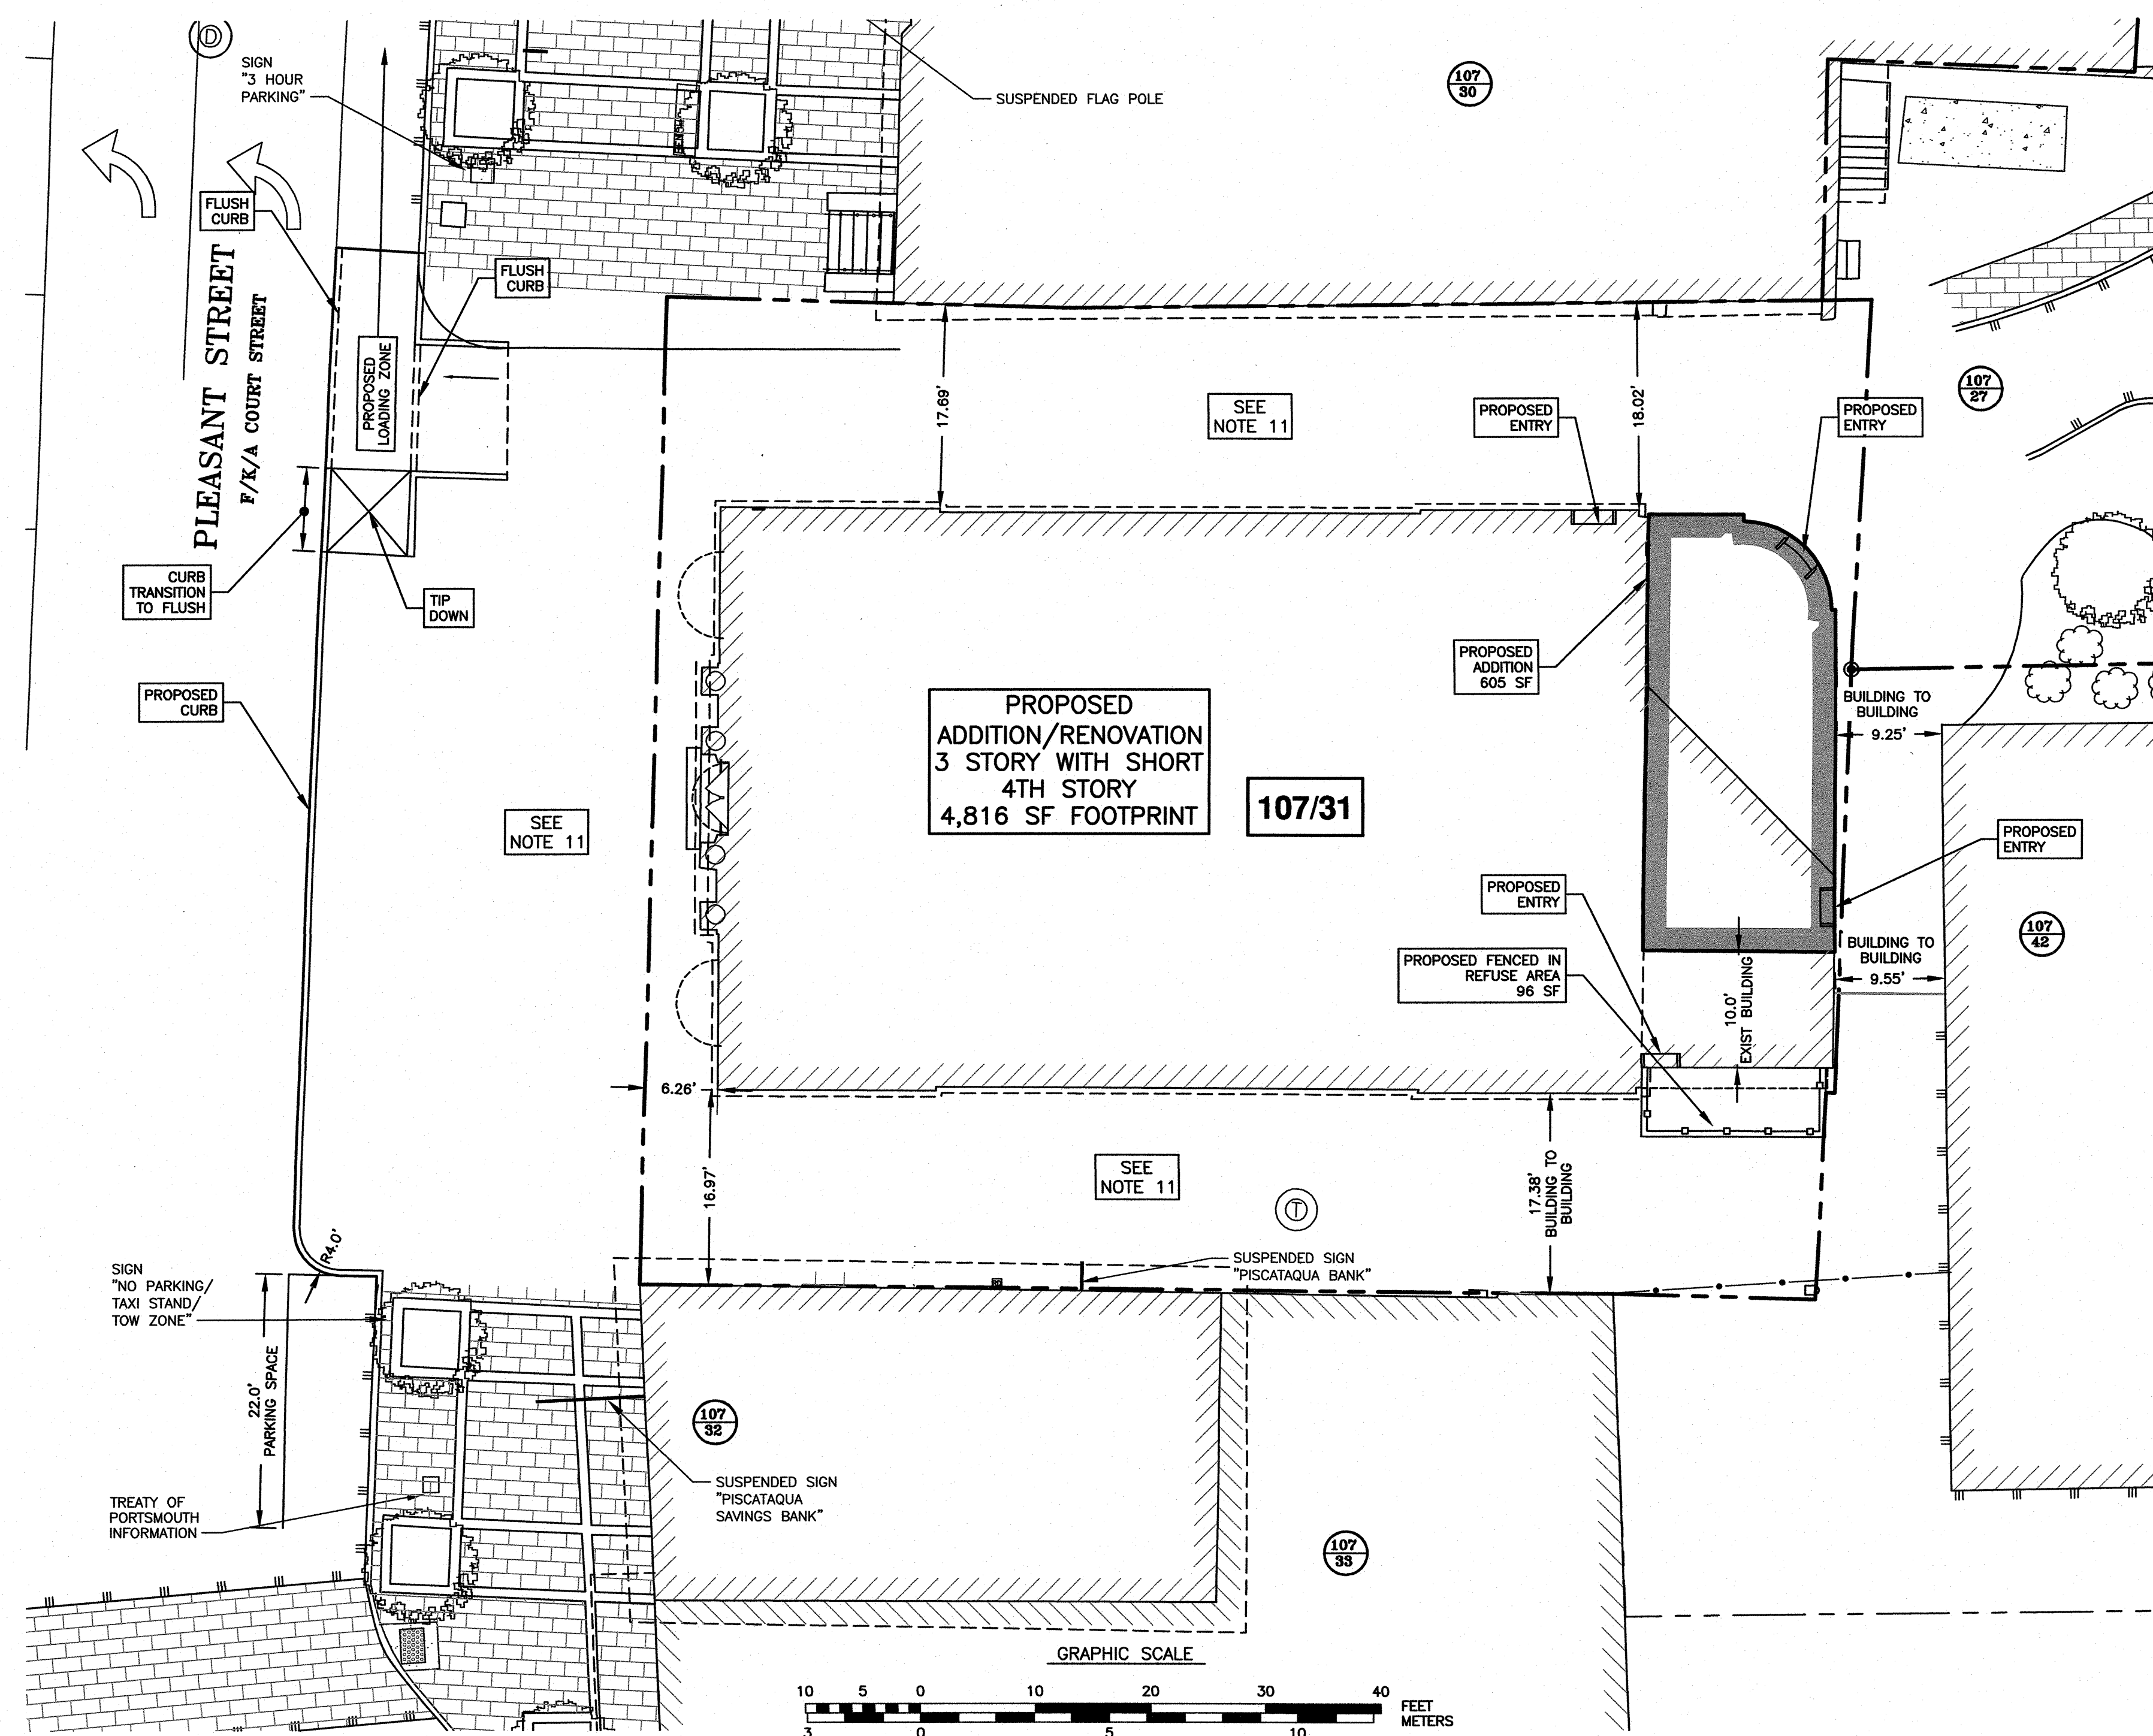 D
SIGN
"3 HOUR
PARKING"
SUSPENDED FLAG POLE
107
30
BENCH
FLUSH
CURB
FLUSH
CURB
PLEASANT STREET
F/K/A COURT STREET
PROPOSED
LOADING ZONE
17.69'
SEE
NOTE 11
PROPOSED
ENTRY
18.02'
PROPOSED
ENTRY
107
27
CURB
TRANSITION
TO FLUSH
TIP
DOWN
PROPOSED
CURB
PROPOSED
ADDITION
605 SF
PROPOSED
ADDITION/RENOVATION
3 STORY WITH SHORT
4TH STORY
4,816 SF FOOTPRINT
107/31
BUILDING TO
BUILDING
9.25'
SEE
NOTE 11
PROPOSED
ENTRY
PROPOSED
ENTRY
107
42
PROPOSED FENCED IN
REFUSE AREA
96 SF
10.0'
EXIST BUILDING
BUILDING TO
BUILDING
9.55'
6.26'
16.97'
SEE
NOTE 11
T
17.38'
BUILDING TO
BUILDING
R4.0'
SUSPENDED SIGN
"PISCATAQUA BANK"
SIGN
"NO PARKING/
TAXI STAND/
TOW ZONE"
22.0'
PARKING SPACE
107
32
SUSPENDED SIGN
"PISCATAQUA
SAVINGS BANK"
TREATY OF
PORTSMOUTH
INFORMATION
107
33
GRAPHIC SCALE
10 5 0 10 20 30 40 FEET
METERS
3 0 5 10